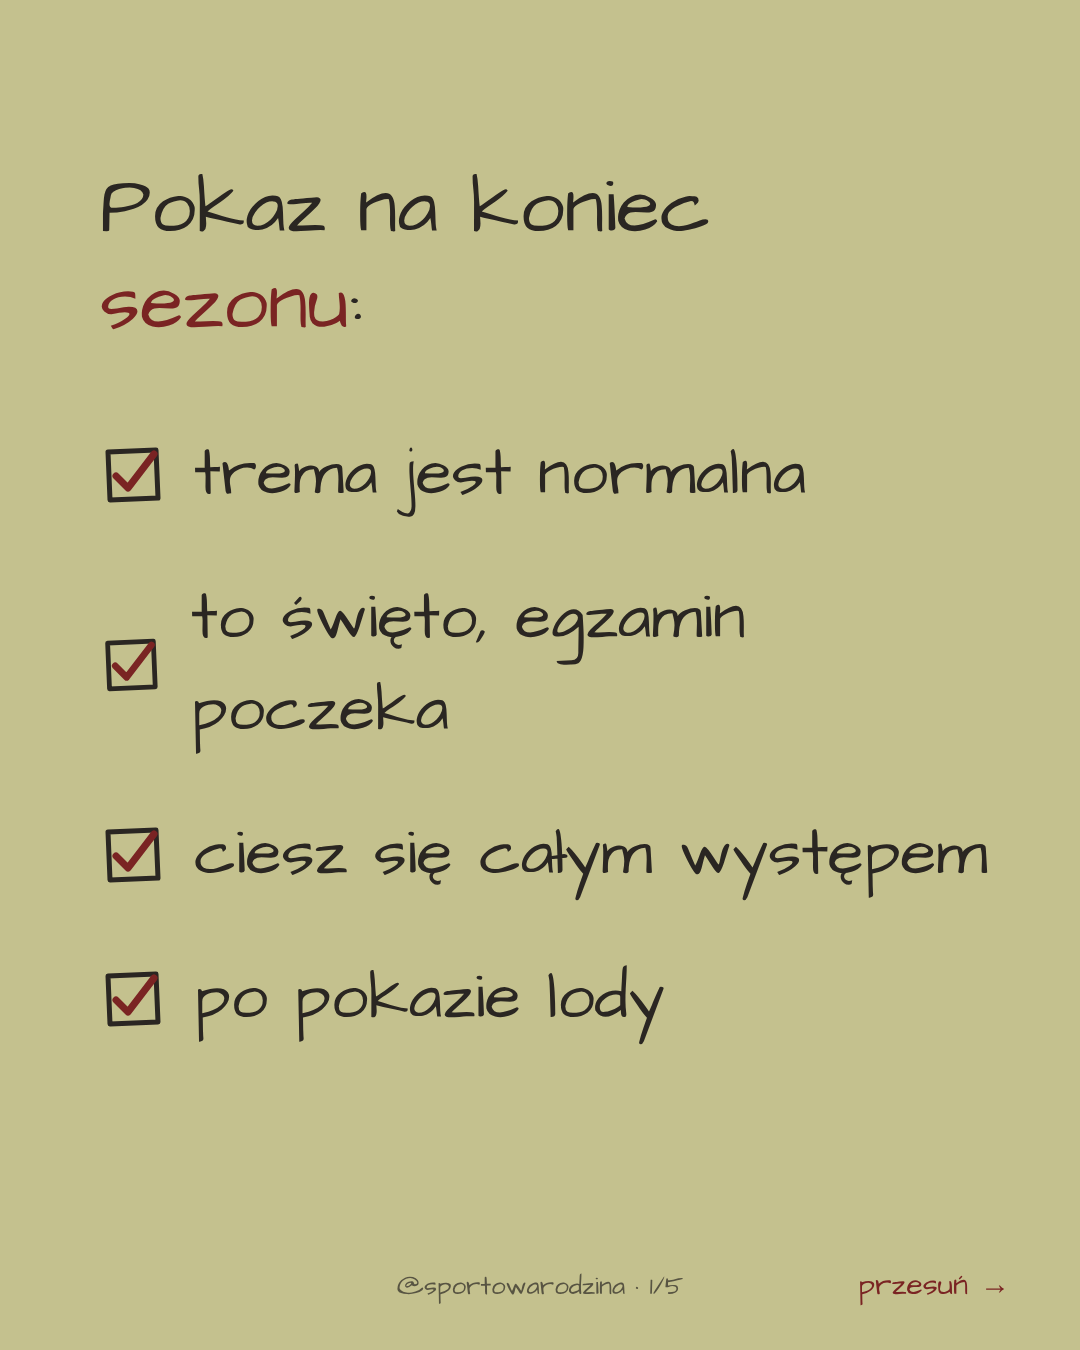 Pokaz na koniec
sezonu:
trema jest normalna
to święto, egzamin
poczeka
ciesz się całym występem
po pokazie lody
@sportowarodzina · 1/5
przesuń →